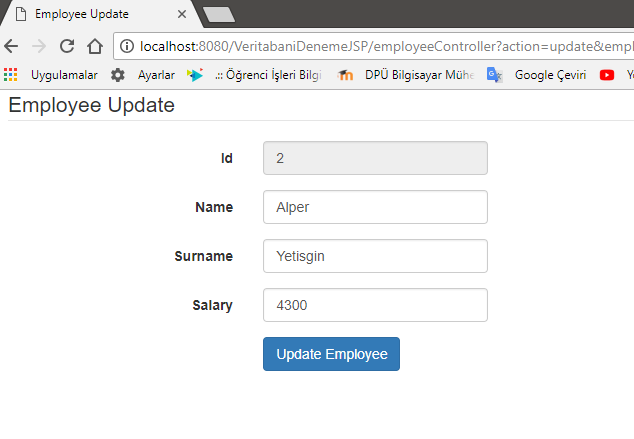 Employee Update
localhost:8080/VeritabaniDenemeJSP/employeeController?action=update&empl
Uygulamalar Ayarlar .:: Öğrenci İşleri Bilgi DPÜ Bilgisayar Mühe Google Çeviri
Employee Update
Id 2
Name Alper
Surname Yetisgin
Salary 4300
Update Employee